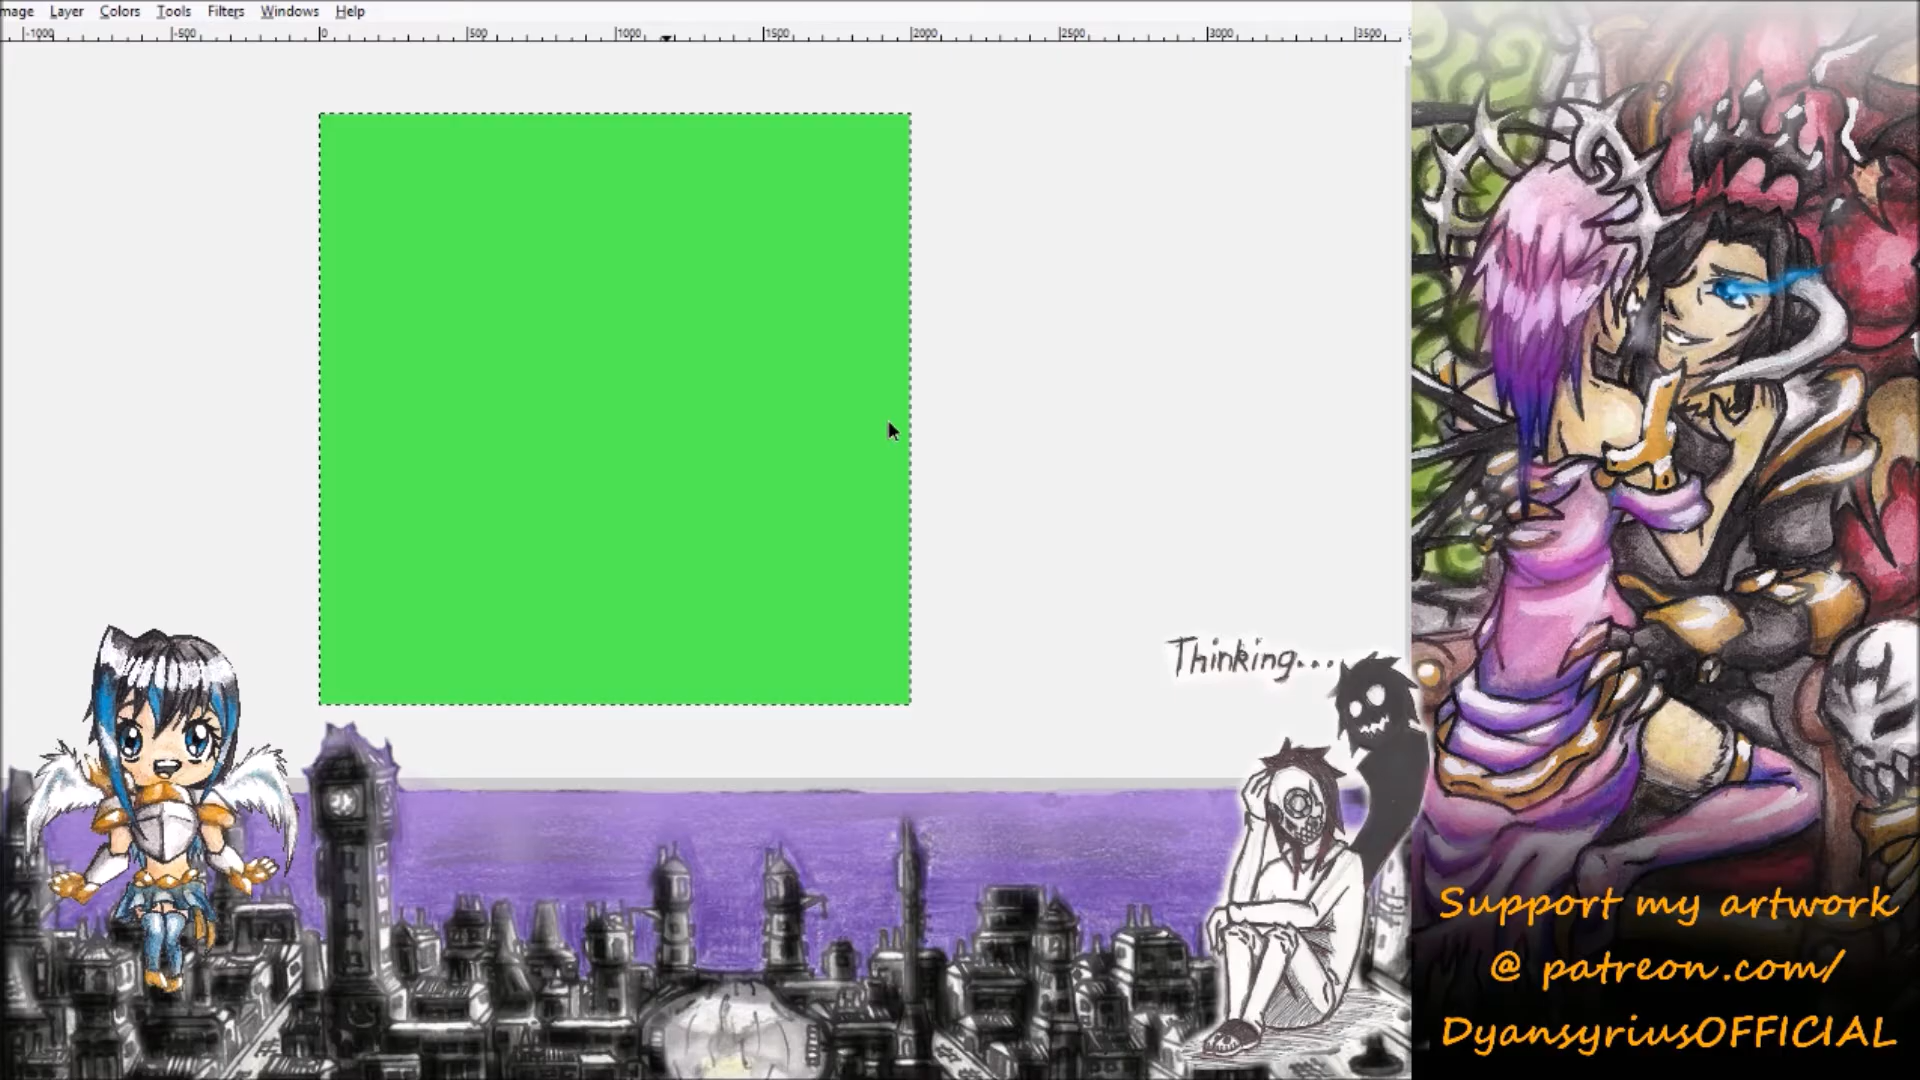 mage Layer Colors Tools Filters Windows Help
-1000 -500 0 500 1000 1500 2000 2500 3000 3500
Thinking...
Support my artwork
@ patreon.com/
DyansyriusOFFICIAL